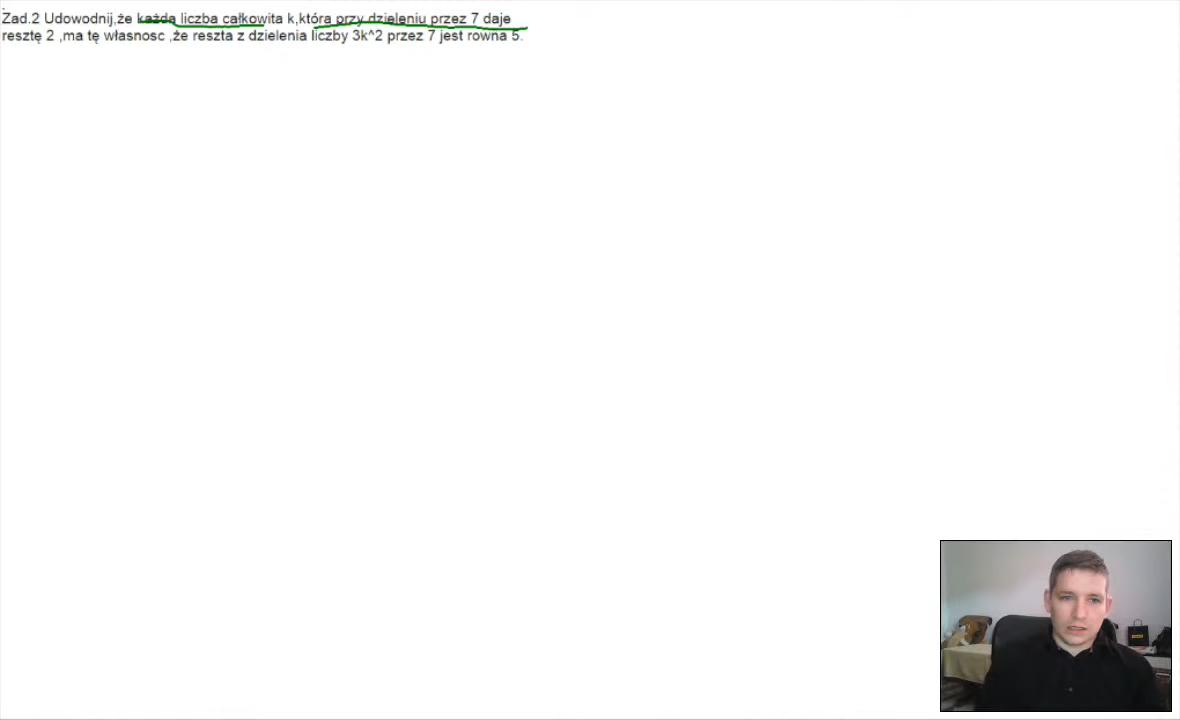 Zad.2 Udowodnij,że każda liczba całkowita k,która przy dzieleniu przez 7 daje
resztę 2 ,ma tę własnosc ,że reszta z dzielenia liczby 3k^2 przez 7 jest rowna 5.